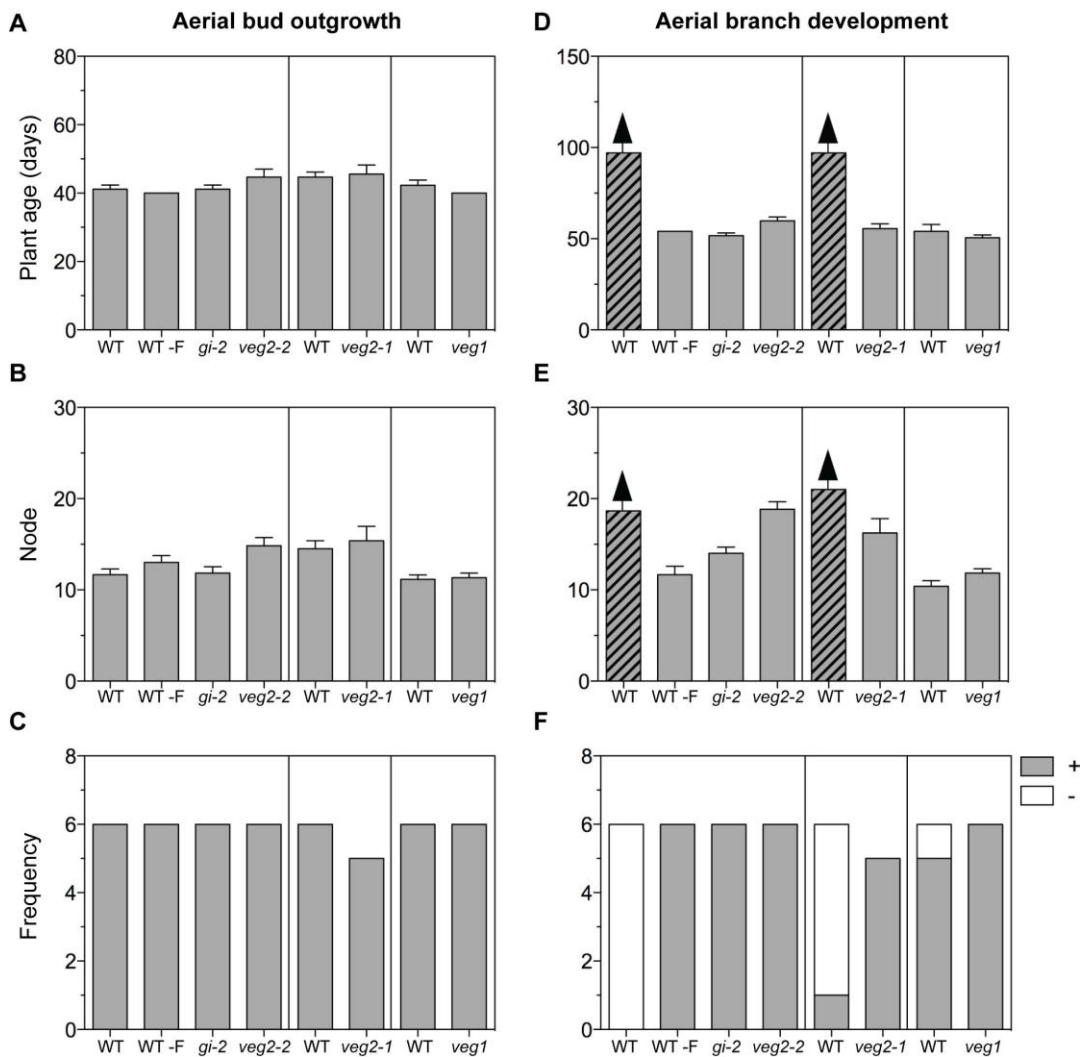 A Aerial bud outgrowth
80
60
40
20
0
Plant age (days)
WT WT -F gi-2 veg2-2 WT veg2-1 WT veg1
B
30
20
10
0
Node
WT WT -F gi-2 veg2-2 WT veg2-1 WT veg1
C
8
6
4
2
0
Frequency
WT WT -F gi-2 veg2-2 WT veg2-1 WT veg1
D Aerial branch development
150
100
50
0
WT WT -F gi-2 veg2-2 WT veg2-1 WT veg1
E
30
20
10
0
WT WT -F gi-2 veg2-2 WT veg2-1 WT veg1
F
8
6
4
2
0
WT WT -F gi-2 veg2-2 WT veg2-1 WT veg1
+
-